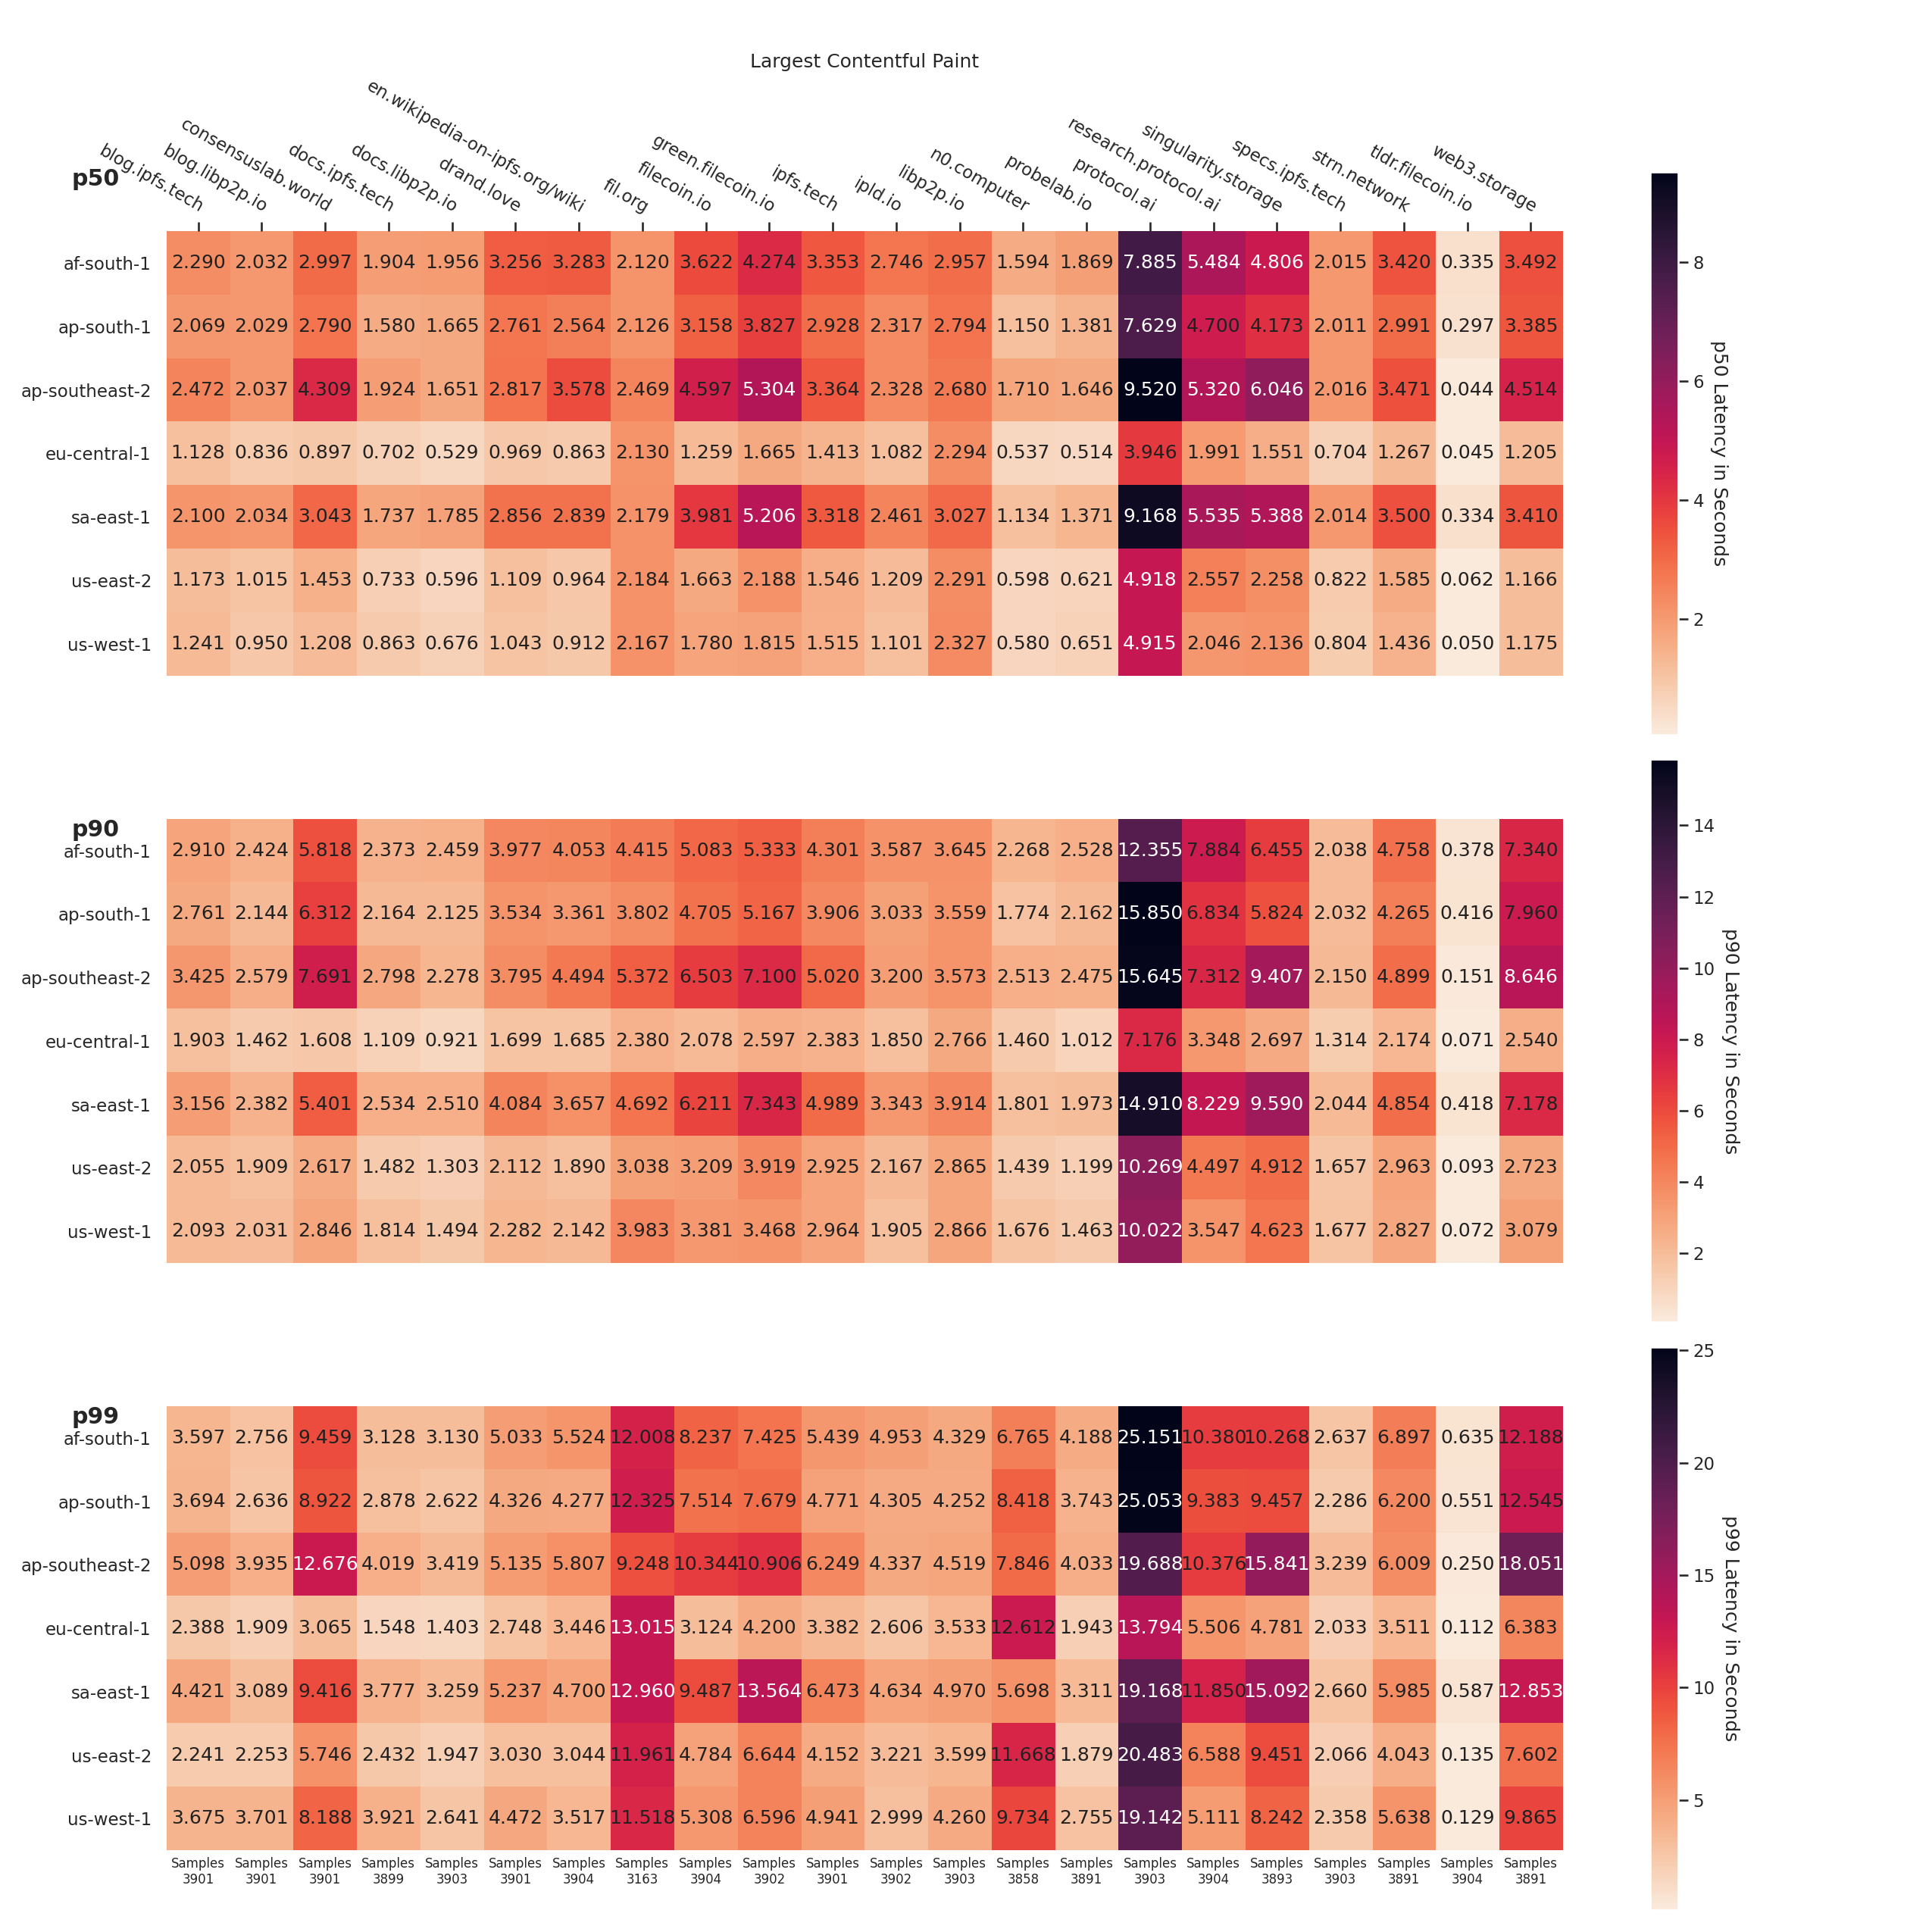 Largest Contentful Paint
p50
blog.ipfs.tech
blog.libp2p.io
consensuslab.world
docs.ipfs.tech
docs.libp2p.io
drand.love
en.wikipedia-on-ipfs.org/wiki
fil.org
filecoin.io
green.filecoin.io
ipfs.tech
ipld.io
libp2p.io
n0.computer
probelab.io
protocol.ai
research.protocol.ai
singularity.storage
specs.ipfs.tech
strn.network
tldr.filecoin.io
web3.storage
af-south-1 2.290 2.032 2.997 1.904 1.956 3.256 3.283 2.120 3.622 4.274 3.353 2.746 2.957 1.594 1.869 7.885 5.484 4.806 2.015 3.420 0.335 3.492
ap-south-1 2.069 2.029 2.790 1.580 1.665 2.761 2.564 2.126 3.158 3.827 2.928 2.317 2.794 1.150 1.381 7.629 4.700 4.173 2.011 2.991 0.297 3.385
ap-southeast-2 2.472 2.037 4.309 1.924 1.651 2.817 3.578 2.469 4.597 5.304 3.364 2.328 2.680 1.710 1.646 9.520 5.320 6.046 2.016 3.471 0.044 4.514
eu-central-1 1.128 0.836 0.897 0.702 0.529 0.969 0.863 2.130 1.259 1.665 1.413 1.082 2.294 0.537 0.514 3.946 1.991 1.551 0.704 1.267 0.045 1.205
sa-east-1 2.100 2.034 3.043 1.737 1.785 2.856 2.839 2.179 3.981 5.206 3.318 2.461 3.027 1.134 1.371 9.168 5.535 5.388 2.014 3.500 0.334 3.410
us-east-2 1.173 1.015 1.453 0.733 0.596 1.109 0.964 2.184 1.663 2.188 1.546 1.209 2.291 0.598 0.621 4.918 2.557 2.258 0.822 1.585 0.062 1.166
us-west-1 1.241 0.950 1.208 0.863 0.676 1.043 0.912 2.167 1.780 1.815 1.515 1.101 2.327 0.580 0.651 4.915 2.046 2.136 0.804 1.436 0.050 1.175
8
6
4
2
p50 Latency in Seconds
p90
af-south-1 2.910 2.424 5.818 2.373 2.459 3.977 4.053 4.415 5.083 5.333 4.301 3.587 3.645 2.268 2.528 12.355 7.884 6.455 2.038 4.758 0.378 7.340
ap-south-1 2.761 2.144 6.312 2.164 2.125 3.534 3.361 3.802 4.705 5.167 3.906 3.033 3.559 1.774 2.162 15.850 6.834 5.824 2.032 4.265 0.416 7.960
ap-southeast-2 3.425 2.579 7.691 2.798 2.278 3.795 4.494 5.372 6.503 7.100 5.020 3.200 3.573 2.513 2.475 15.645 7.312 9.407 2.150 4.899 0.151 8.646
eu-central-1 1.903 1.462 1.608 1.109 0.921 1.699 1.685 2.380 2.078 2.597 2.383 1.850 2.766 1.460 1.012 7.176 3.348 2.697 1.314 2.174 0.071 2.540
sa-east-1 3.156 2.382 5.401 2.534 2.510 4.084 3.657 4.692 6.211 7.343 4.989 3.343 3.914 1.801 1.973 14.910 8.229 9.590 2.044 4.854 0.418 7.178
us-east-2 2.055 1.909 2.617 1.482 1.303 2.112 1.890 3.038 3.209 3.919 2.925 2.167 2.865 1.439 1.199 10.269 4.497 4.912 1.657 2.963 0.093 2.723
us-west-1 2.093 2.031 2.846 1.814 1.494 2.282 2.142 3.983 3.381 3.468 2.964 1.905 2.866 1.676 1.463 10.022 3.547 4.623 1.677 2.827 0.072 3.079
14
12
10
8
6
4
2
p90 Latency in Seconds
p99
af-south-1 3.597 2.756 9.459 3.128 3.130 5.033 5.524 12.008 8.237 7.425 5.439 4.953 4.329 6.765 4.188 25.151 10.380 10.268 2.637 6.897 0.635 12.188
ap-south-1 3.694 2.636 8.922 2.878 2.622 4.326 4.277 12.325 7.514 7.679 4.771 4.305 4.252 8.418 3.743 25.053 9.383 9.457 2.286 6.200 0.551 12.545
ap-southeast-2 5.098 3.935 12.676 4.019 3.419 5.135 5.807 9.248 10.344 10.906 6.249 4.337 4.519 7.846 4.033 19.688 10.376 15.841 3.239 6.009 0.250 18.051
eu-central-1 2.388 1.909 3.065 1.548 1.403 2.748 3.446 13.015 3.124 4.200 3.382 2.606 3.533 12.612 1.943 13.794 5.506 4.781 2.033 3.511 0.112 6.383
sa-east-1 4.421 3.089 9.416 3.777 3.259 5.237 4.700 12.960 9.487 13.564 6.473 4.634 4.970 5.698 3.311 19.168 11.850 15.092 2.660 5.985 0.587 12.853
us-east-2 2.241 2.253 5.746 2.432 1.947 3.030 3.044 11.961 4.784 6.644 4.152 3.221 3.599 11.668 1.879 20.483 6.588 9.451 2.066 4.043 0.135 7.602
us-west-1 3.675 3.701 8.188 3.921 2.641 4.472 3.517 11.518 5.308 6.596 4.941 2.999 4.260 9.734 2.755 19.142 5.111 8.242 2.358 5.638 0.129 9.865
Samples Samples Samples Samples Samples Samples Samples Samples Samples Samples Samples Samples Samples Samples Samples Samples Samples Samples Samples Samples Samples Samples
3901 3901 3901 3899 3903 3901 3904 3163 3904 3902 3901 3902 3903 3858 3891 3903 3904 3893 3903 3891 3904 3891
25
20
15
10
5
p99 Latency in Seconds